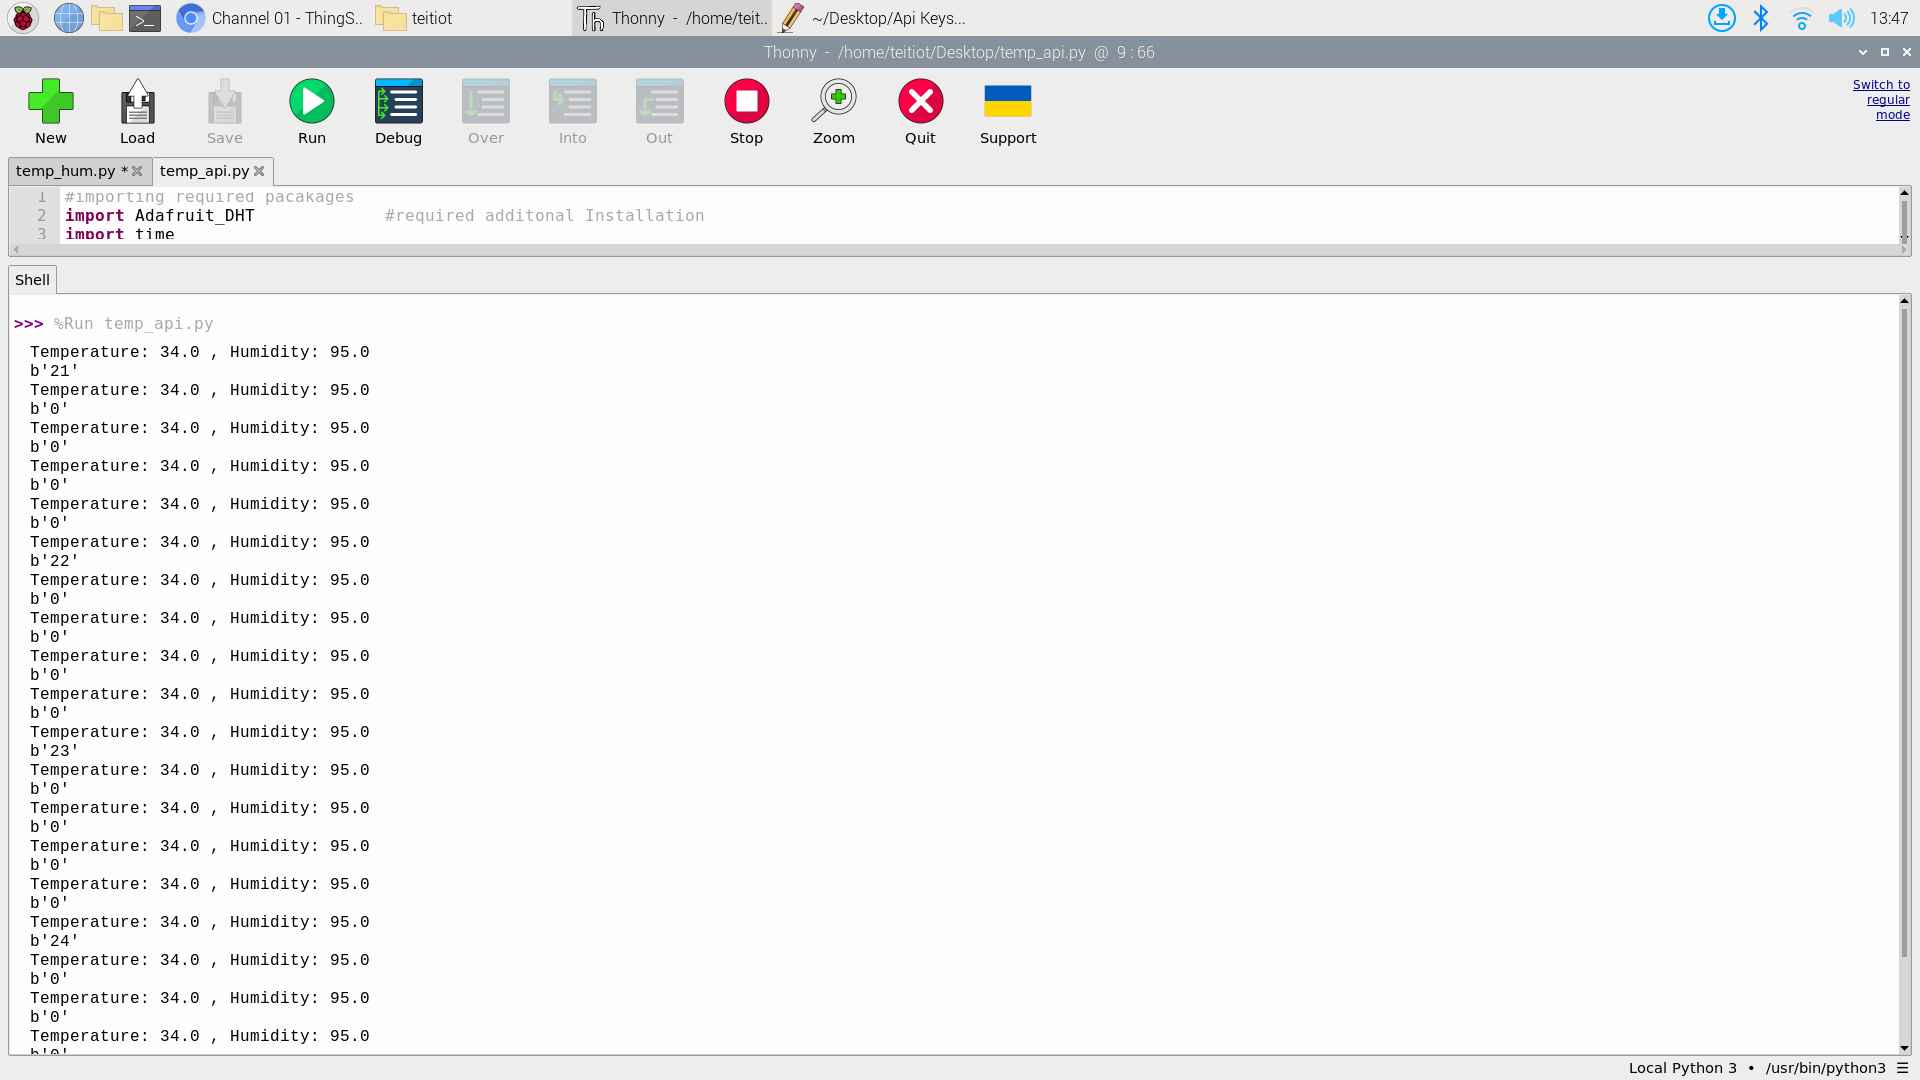 Channel 01 - ThingS..
teitiot
Thonny - /home/teit..
~/Desktop/Api Keys...
13:47
Thonny - /home/teitiot/Desktop/temp_api.py @ 9 : 66
New
Load
Save
Run
Debug
Over
Into
Out
Stop
Zoom
Quit
Support
Switch to
regular
mode
temp_hum.py *
temp_api.py
1 #importing required pacakages
2 import Adafruit_DHT #required additonal Installation
3 import time
Shell
>>> %Run temp_api.py
Temperature: 34.0 , Humidity: 95.0
b'21'
Temperature: 34.0 , Humidity: 95.0
b'0'
Temperature: 34.0 , Humidity: 95.0
b'0'
Temperature: 34.0 , Humidity: 95.0
b'0'
Temperature: 34.0 , Humidity: 95.0
b'0'
Temperature: 34.0 , Humidity: 95.0
b'22'
Temperature: 34.0 , Humidity: 95.0
b'0'
Temperature: 34.0 , Humidity: 95.0
b'0'
Temperature: 34.0 , Humidity: 95.0
b'0'
Temperature: 34.0 , Humidity: 95.0
b'0'
Temperature: 34.0 , Humidity: 95.0
b'23'
Temperature: 34.0 , Humidity: 95.0
b'0'
Temperature: 34.0 , Humidity: 95.0
b'0'
Temperature: 34.0 , Humidity: 95.0
b'0'
Temperature: 34.0 , Humidity: 95.0
b'0'
Temperature: 34.0 , Humidity: 95.0
b'24'
Temperature: 34.0 , Humidity: 95.0
b'0'
Temperature: 34.0 , Humidity: 95.0
b'0'
Temperature: 34.0 , Humidity: 95.0
b'0'
Local Python 3 • /usr/bin/python3 ☰